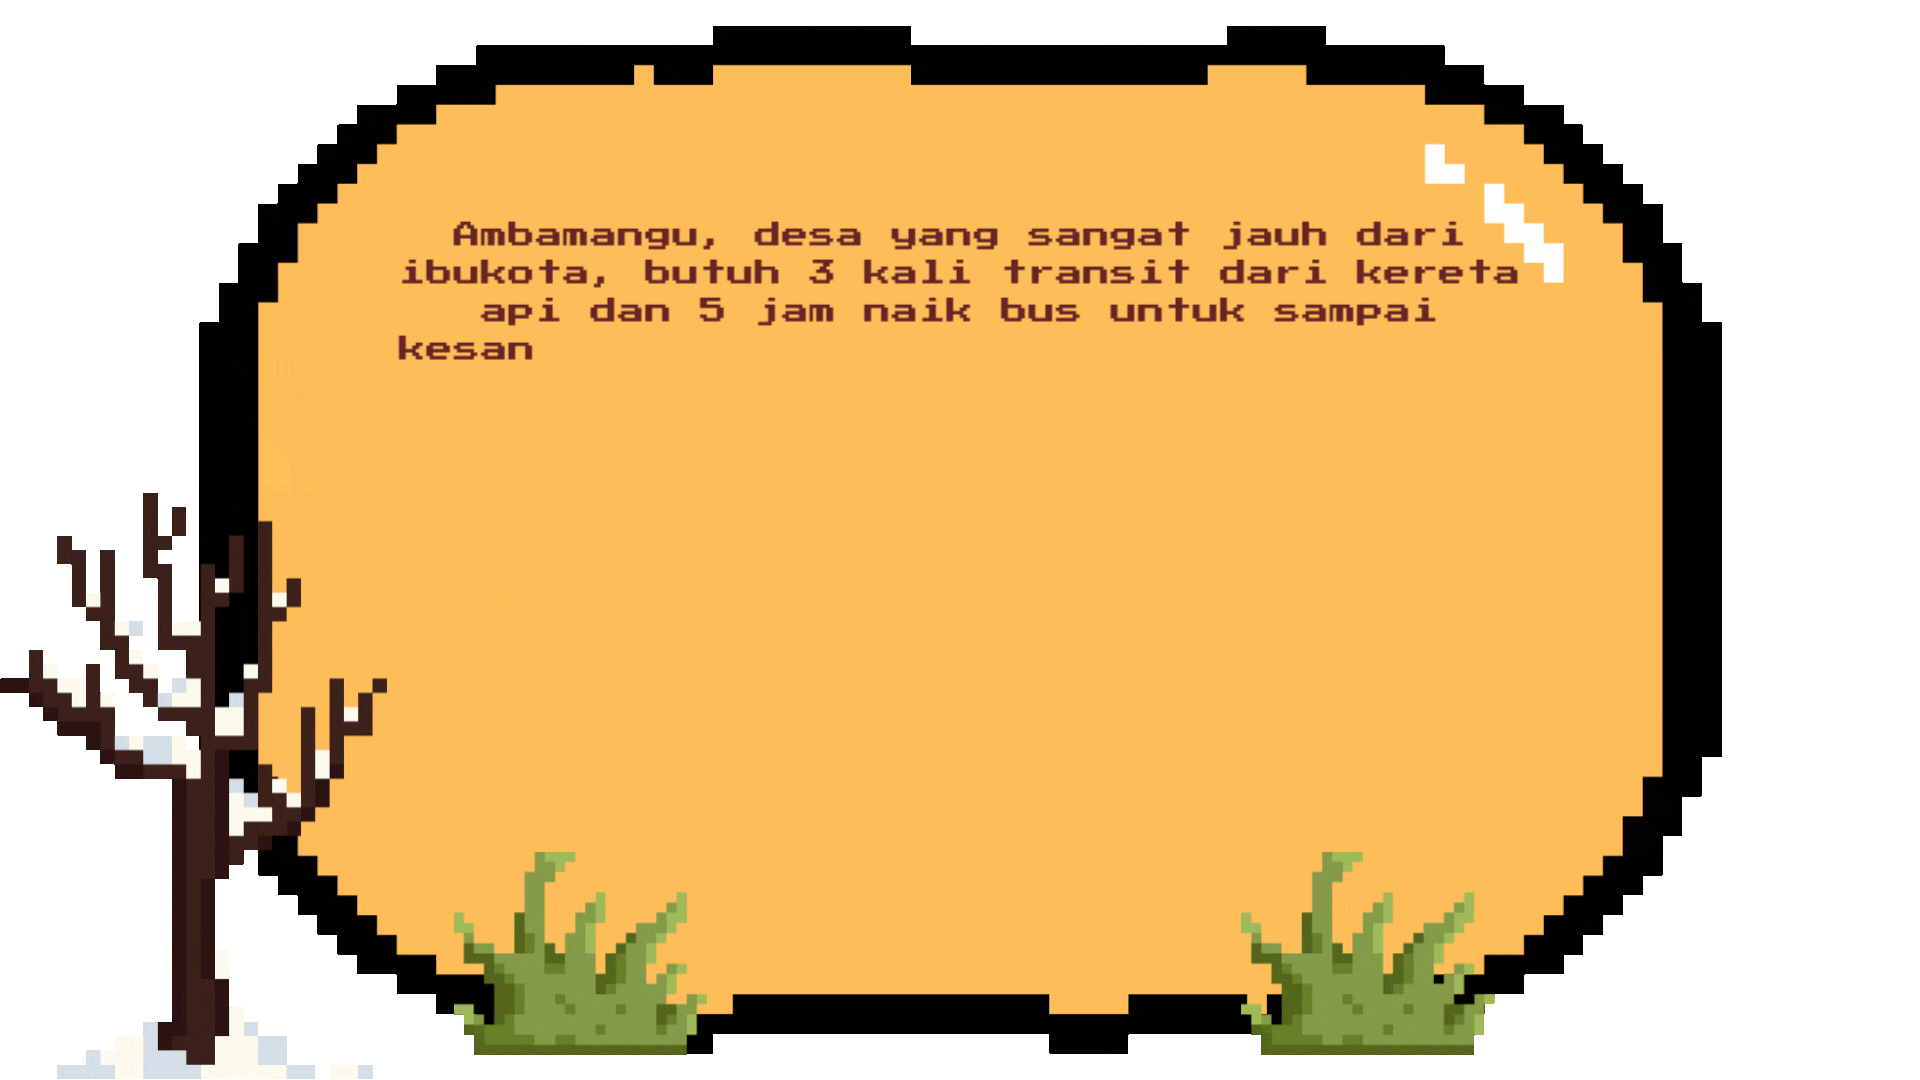 Ambamangu, desa yang sangat jauh dari
ibukota, butuh 3 kali transit dari kereta
api dan 5 jam naik bus untuk sampai
kesan